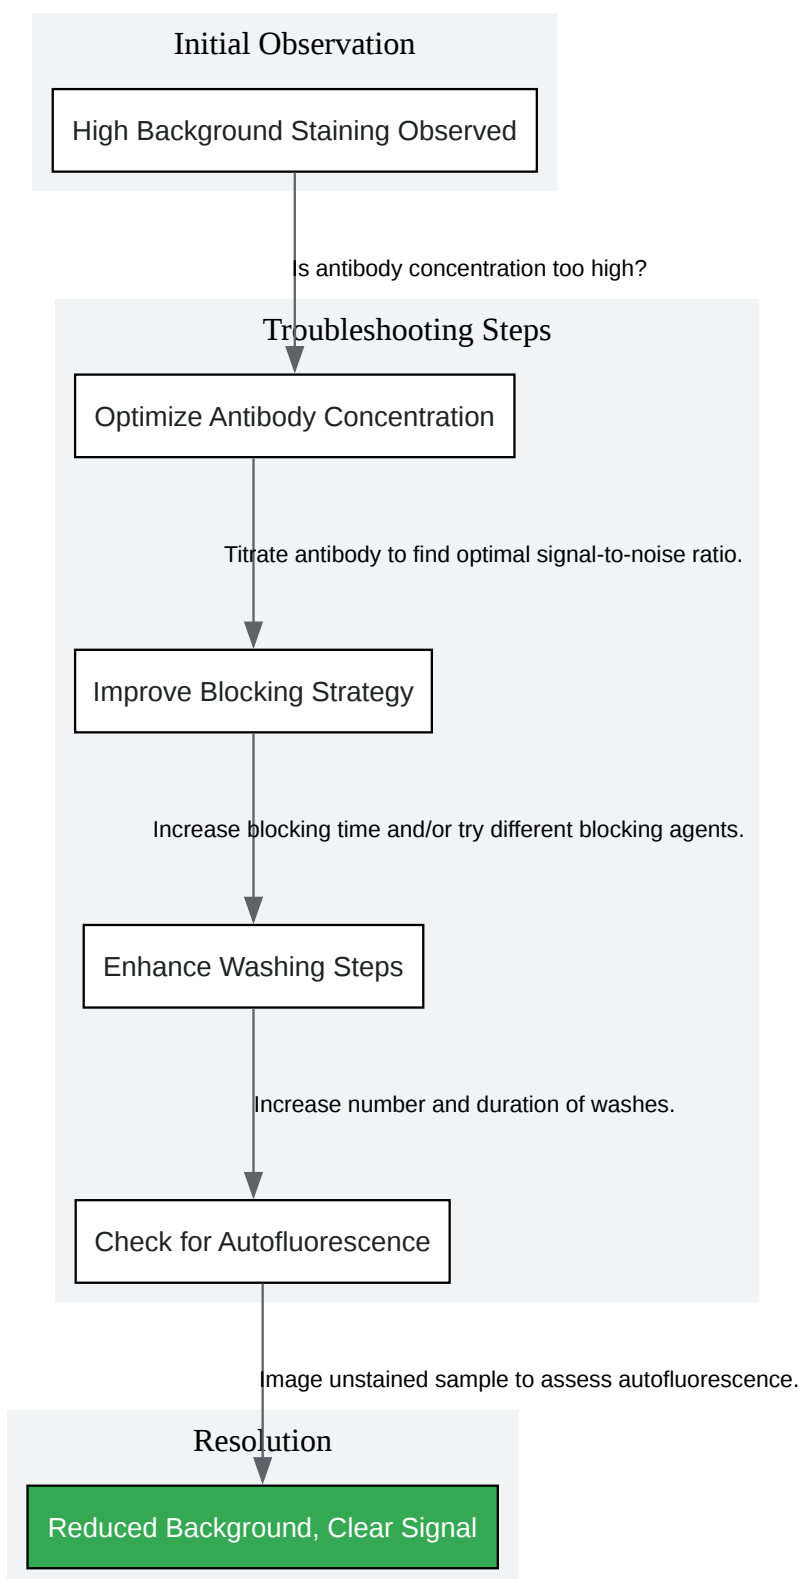 Initial Observation
High Background Staining Observed
Is antibody concentration too high?
Troubleshooting Steps
Optimize Antibody Concentration
Titrate antibody to find optimal signal-to-noise ratio.
Improve Blocking Strategy
Increase blocking time and/or try different blocking agents.
Enhance Washing Steps
Increase number and duration of washes.
Check for Autofluorescence
Image unstained sample to assess autofluorescence.
Resolution
Reduced Background, Clear Signal